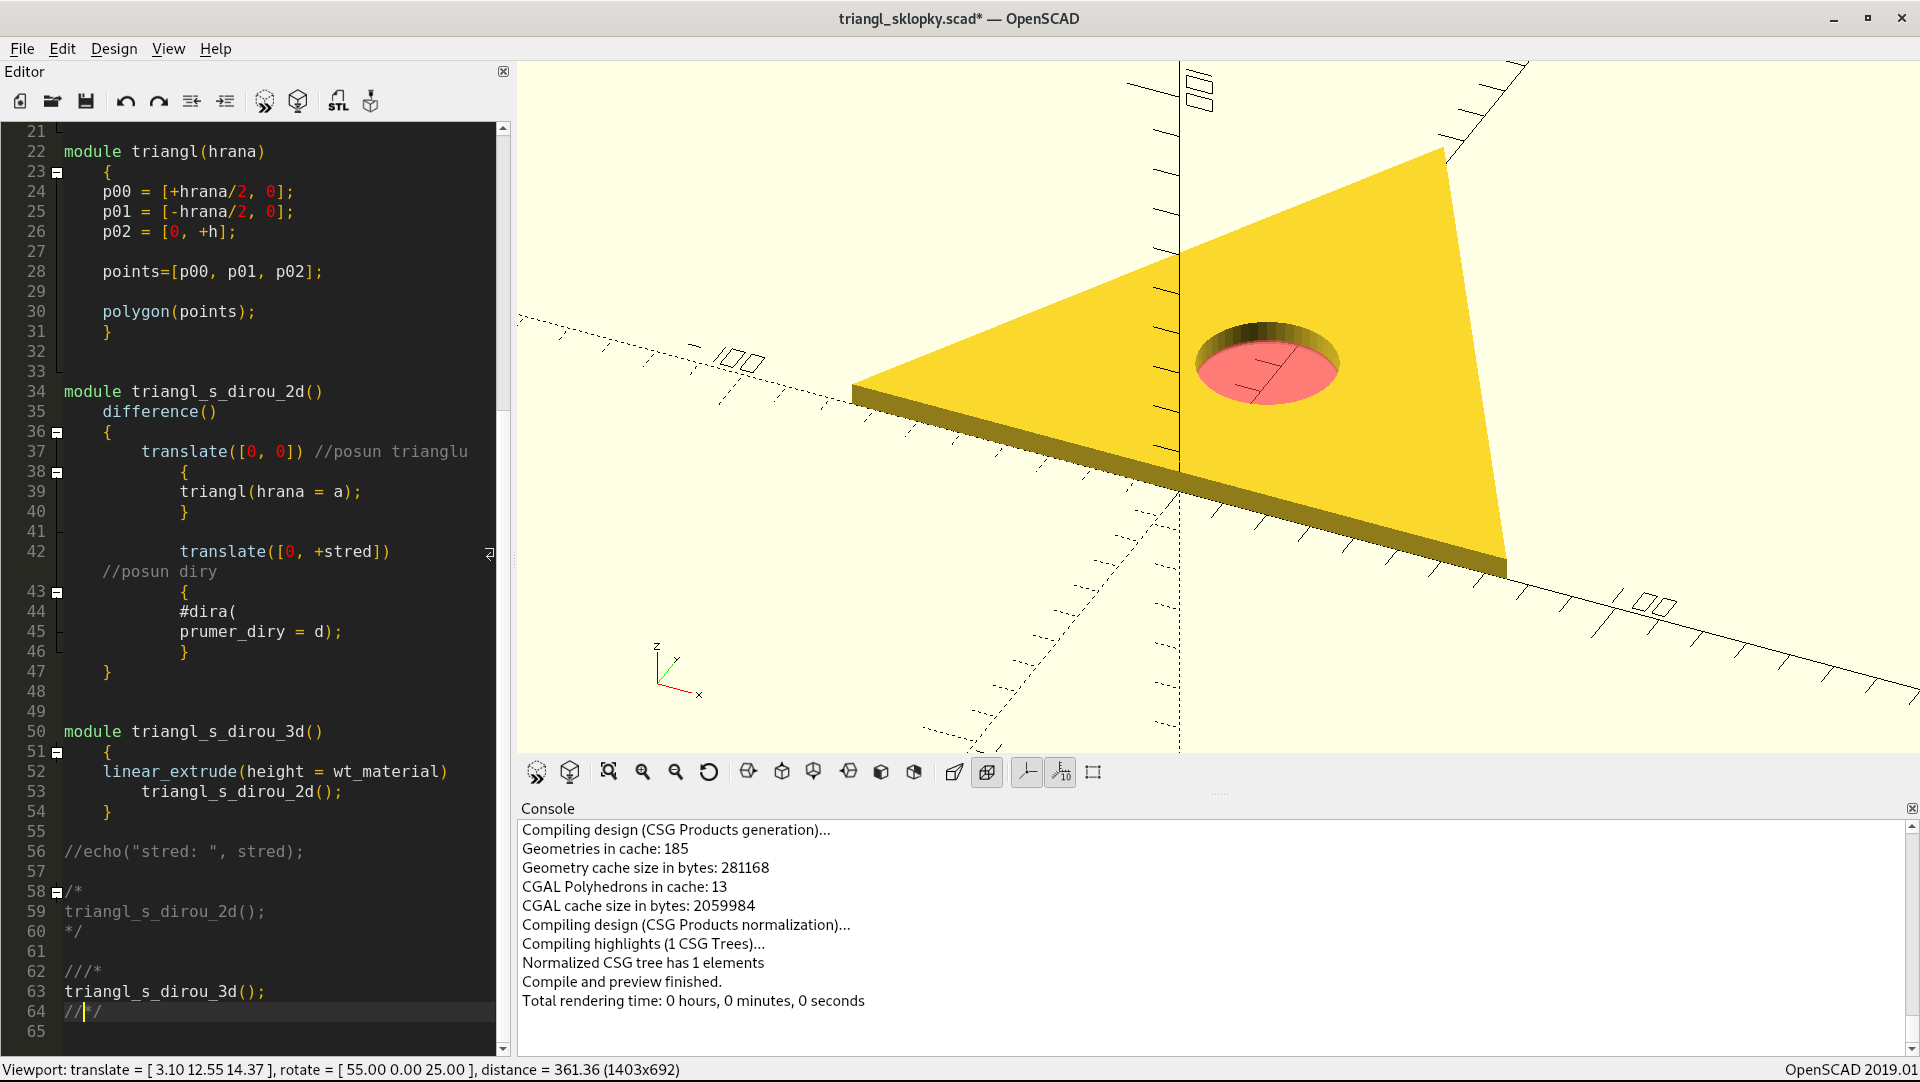 triangl_sklopky.scad* — OpenSCAD
File Edit Design View Help
Editor
STL
21
22 module triangl(hrana)
23 {
24 p00 = [+hrana/2, 0];
25 p01 = [-hrana/2, 0];
26 p02 = [0, +h];
27
28 points=[p00, p01, p02];
29
30 polygon(points);
31 }
32
33
34 module triangl_s_dirou_2d()
35 difference()
36 {
37 translate([0, 0]) //posun trianglu
38 {
39 triangl(hrana = a);
40 }
41
42 translate([0, +stred])
//posun diry
43 {
44 #dira(
45 prumer_diry = d);
46 }
47 }
48
49
50 module triangl_s_dirou_3d()
51 {
52 linear_extrude(height = wt_material)
53 triangl_s_dirou_2d();
54 }
55
56 //echo("stred: ", stred);
57
58 /*
59 triangl_s_dirou_2d();
60 */
61
62 ///*
63 triangl_s_dirou_3d();
64 //*/
65
Z
Y
X
10
Console
Compiling design (CSG Products generation)...
Geometries in cache: 185
Geometry cache size in bytes: 281168
CGAL Polyhedrons in cache: 13
CGAL cache size in bytes: 2059984
Compiling design (CSG Products normalization)...
Compiling highlights (1 CSG Trees)...
Normalized CSG tree has 1 elements
Compile and preview finished.
Total rendering time: 0 hours, 0 minutes, 0 seconds
Viewport: translate = [ 3.10 12.55 14.37 ], rotate = [ 55.00 0.00 25.00 ], distance = 361.36 (1403x692)
OpenSCAD 2019.01